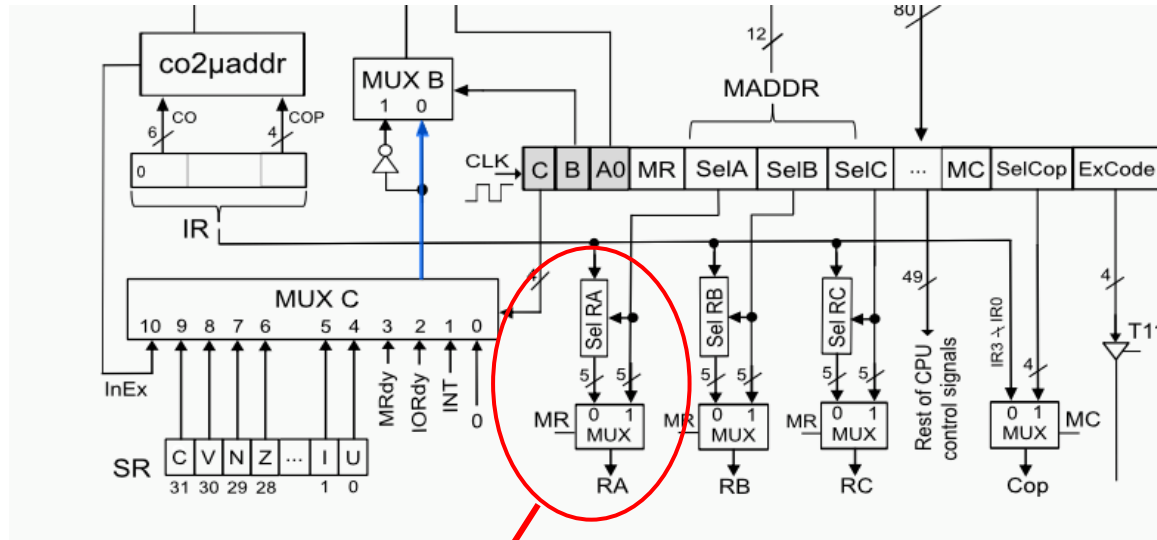 80
12
co2µaddr
MUX B
1 0
MADDR
6 CO
COP 4
CLK
C B A0 MR SelA SelB SelC ... MC SelCop ExCode
0
IR
4
49
4
MUX C
10 9 8 7 6 5 4 3 2 1 0
Sel RA
Sel RB
Sel RC
Rest of CPU
control signals
IR3 -\- IR0
T11
InEx
MRdy
IORdy
INT
0
5 5
5 5
5 5
4
MR 0 1
MUX
MR 0 1
MUX
MR 0 1
MUX
0 1 MC
MUX
SR C V N Z ... I U
31 30 29 28 1 0
RA
RB
RC
Cop